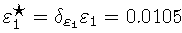 ε₁★ = δ_{ε₁} ε₁ = 0.0105